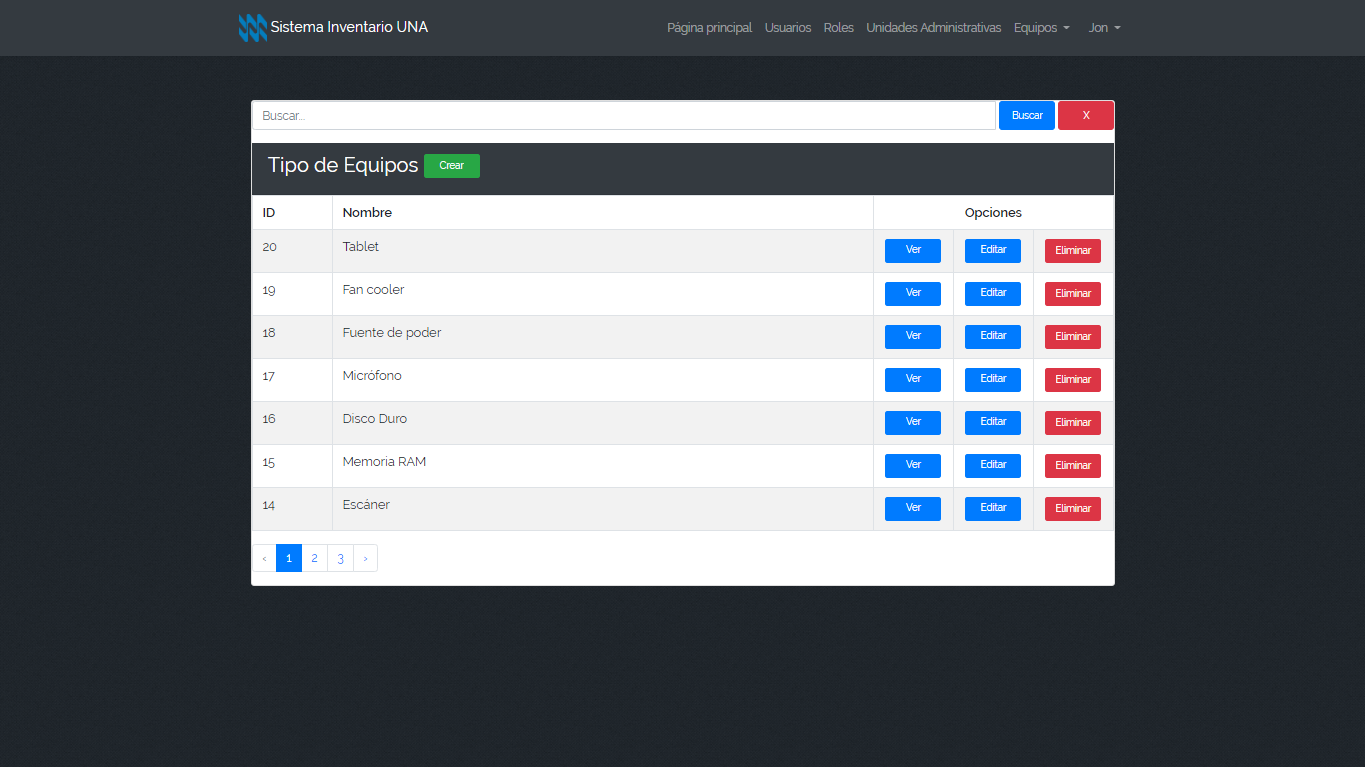 Sistema Inventario UNA Página principal Usuarios Roles Unidades Administrativas Equipos Jon
Buscar... Buscar X
Tipo de Equipos Crear
ID Nombre Opciones
20 Tablet Ver Editar Eliminar
19 Fan cooler Ver Editar Eliminar
18 Fuente de poder Ver Editar Eliminar
17 Micrófono Ver Editar Eliminar
16 Disco Duro Ver Editar Eliminar
15 Memoria RAM Ver Editar Eliminar
14 Escáner Ver Editar Eliminar
‹ 1 2 3 ›